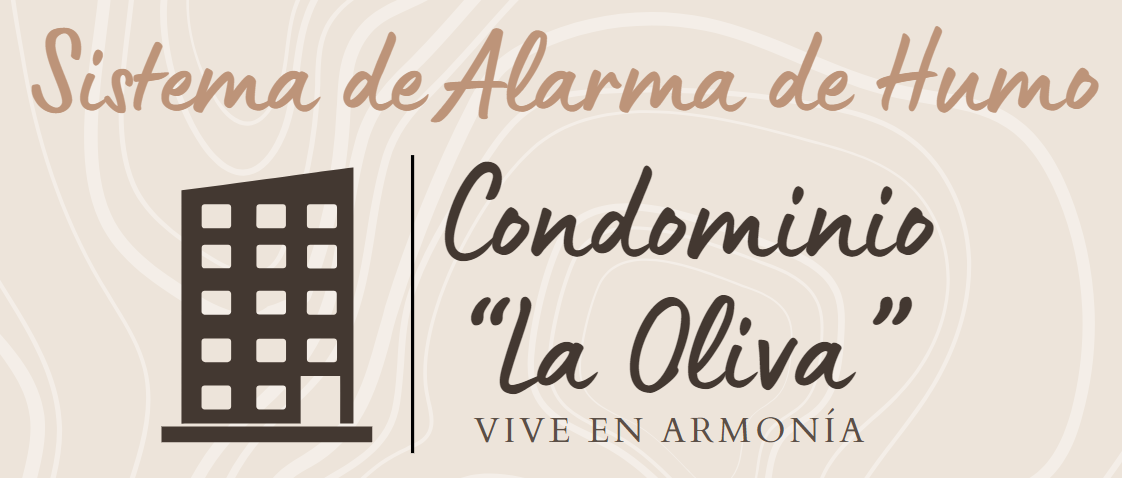 Sistema de Alarma de Humo
Condominio
“La Oliva”
VIVE EN ARMONÍA